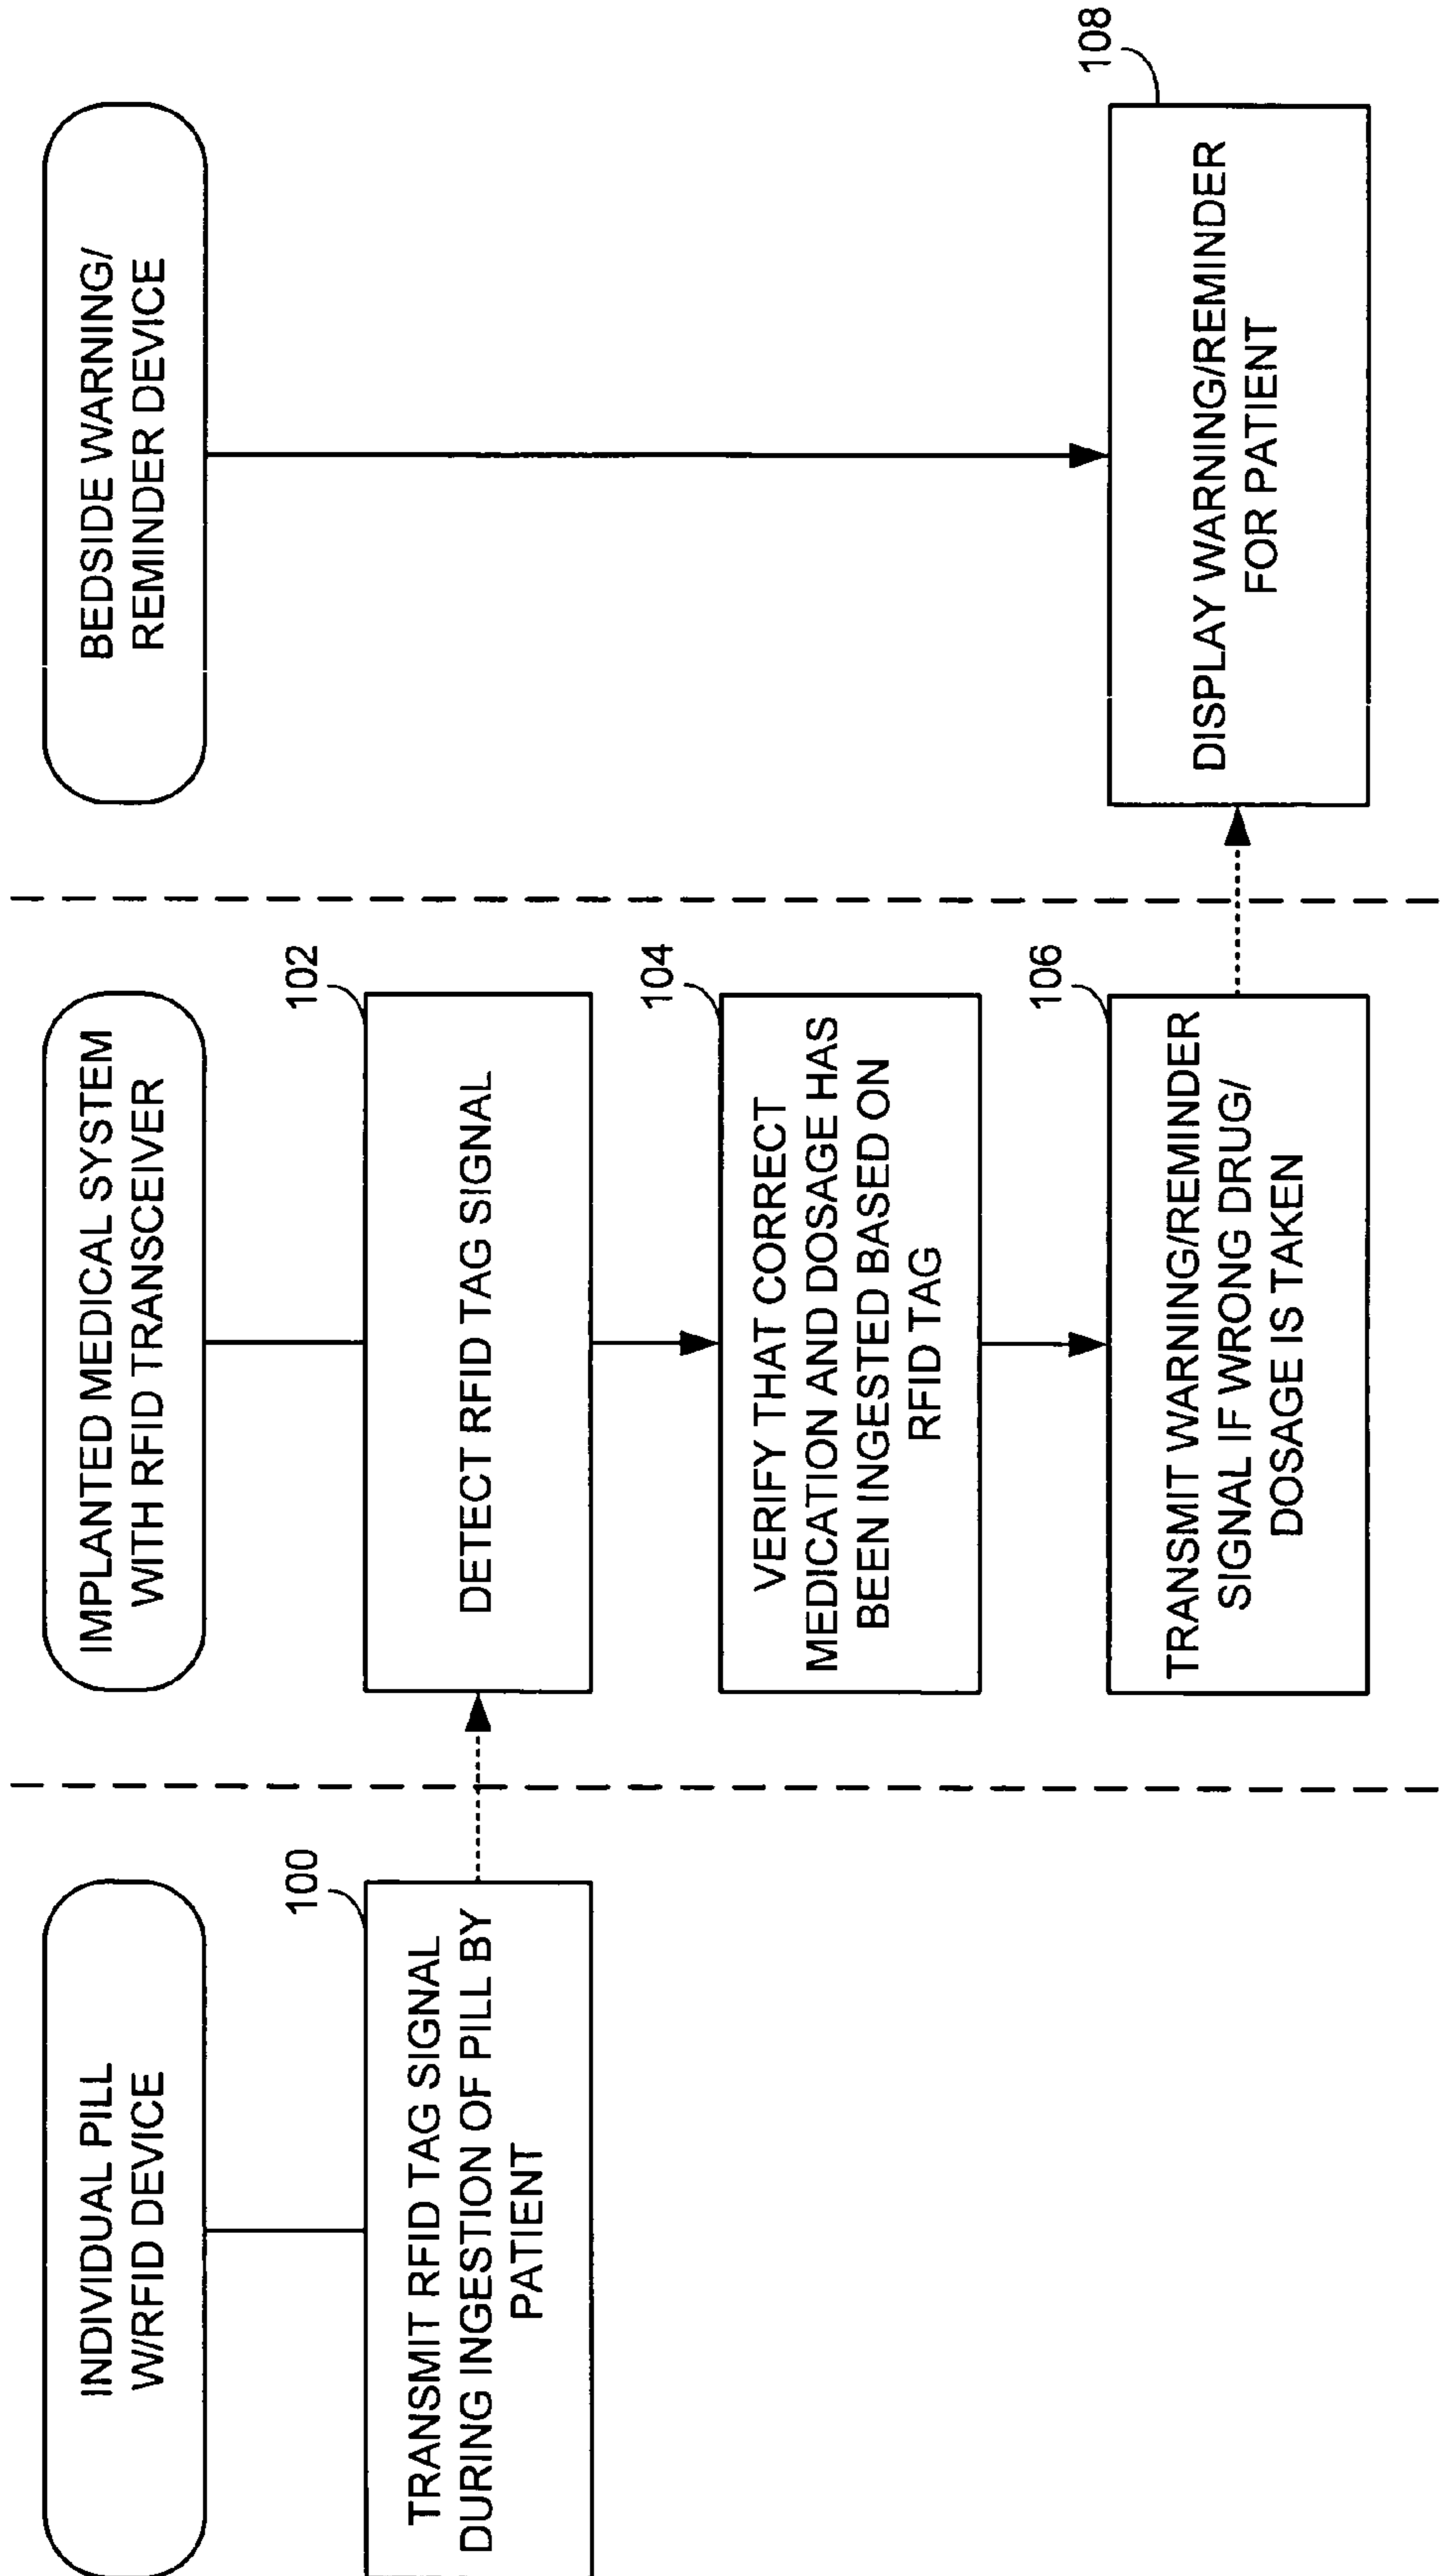 INDIVIDUAL PILL
W/RFID DEVICE
100
TRANSMIT RFID TAG SIGNAL
DURING INGESTION OF PILL BY
PATIENT
IMPLANTED MEDICAL SYSTEM
WITH RFID TRANSCEIVER
102
DETECT RFID TAG SIGNAL
104
VERIFY THAT CORRECT
MEDICATION AND DOSAGE HAS
BEEN INGESTED BASED ON
RFID TAG
106
TRANSMIT WARNING/REMINDER
SIGNAL IF WRONG DRUG/
DOSAGE IS TAKEN
BEDSIDE WARNING/
REMINDER DEVICE
108
DISPLAY WARNING/REMINDER
FOR PATIENT